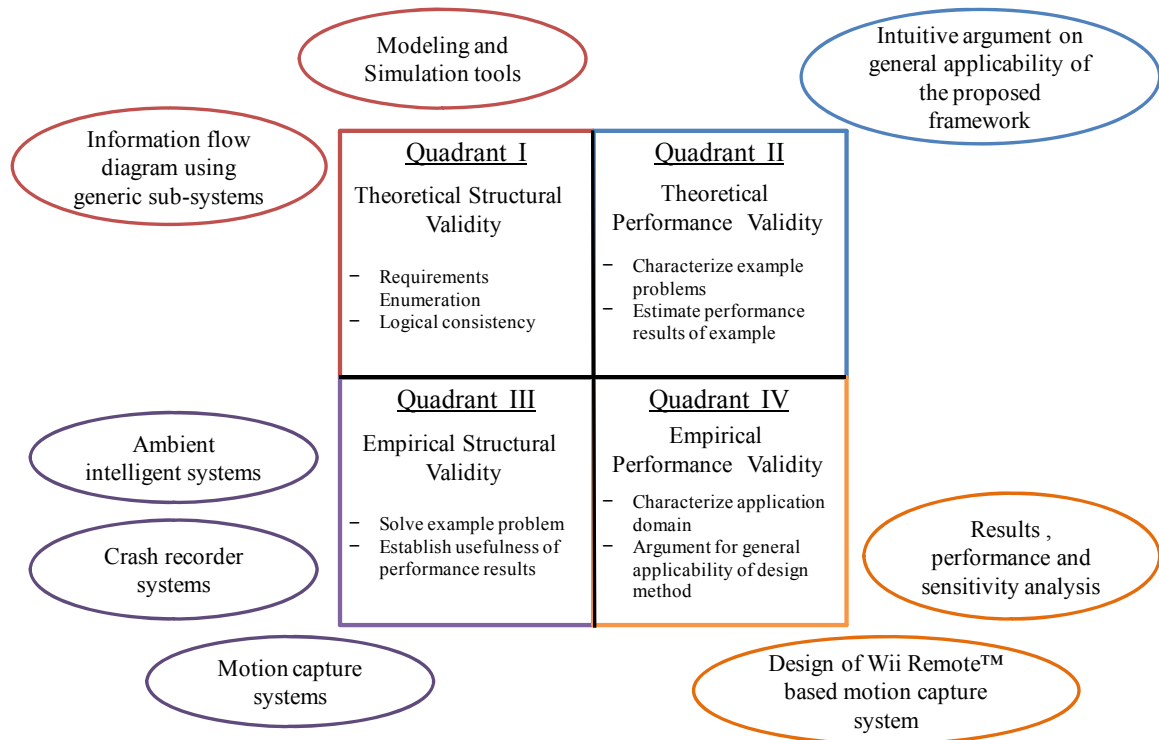 Modeling and
Simulation tools
Intuitive argument on
general applicability of
the proposed
framework
Information flow
diagram using
generic sub-systems
Quadrant I
Theoretical Structural
Validity
− Requirements
Enumeration
− Logical consistency
Quadrant II
Theoretical
Performance Validity
− Characterize example
problems
− Estimate performance
results of example
Quadrant III
Empirical Structural
Validity
− Solve example problem
− Establish usefulness of
performance results
Quadrant IV
Empirical
Performance Validity
− Characterize application
domain
− Argument for general
applicability of design
method
Ambient
intelligent systems
Crash recorder
systems
Motion capture
systems
Results ,
performance and
sensitivity analysis
Design of Wii Remote™
based motion capture
system